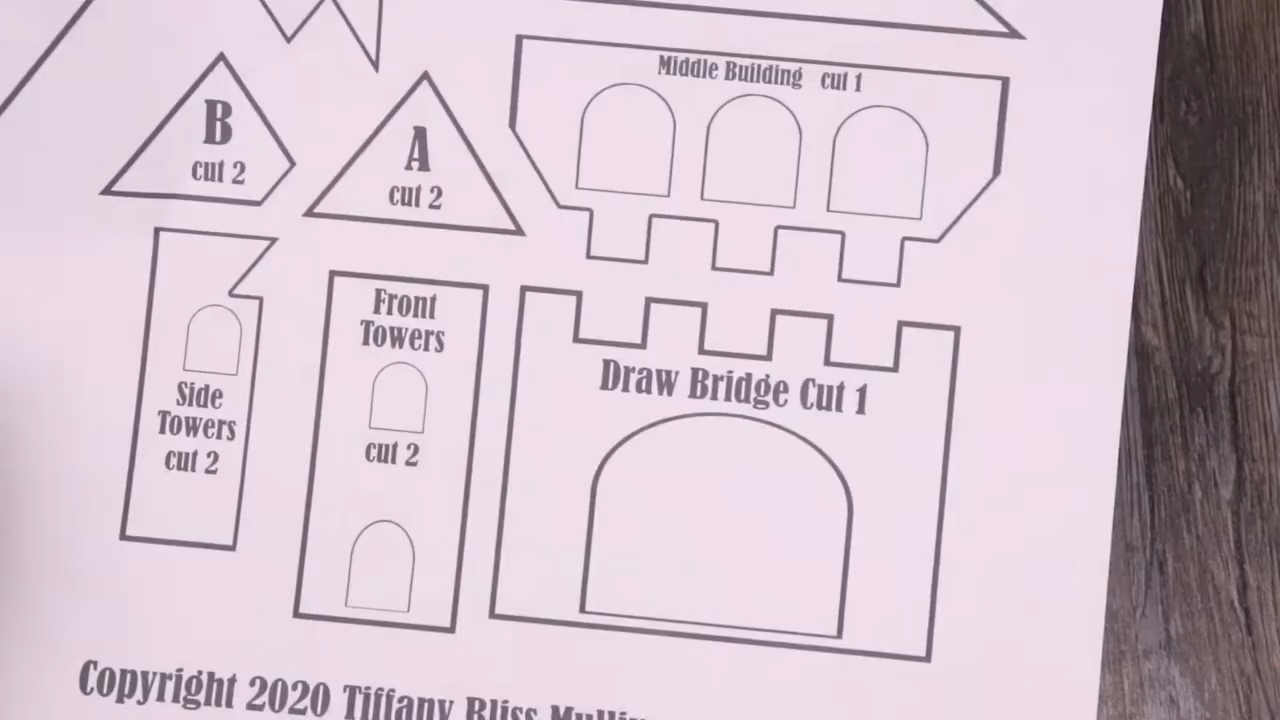 Middle Building cut 1
B
cut 2
A
cut 2
Front
Towers
cut 2
Side
Towers
cut 2
Draw Bridge Cut 1
Copyright 2020 Tiffany Bliss